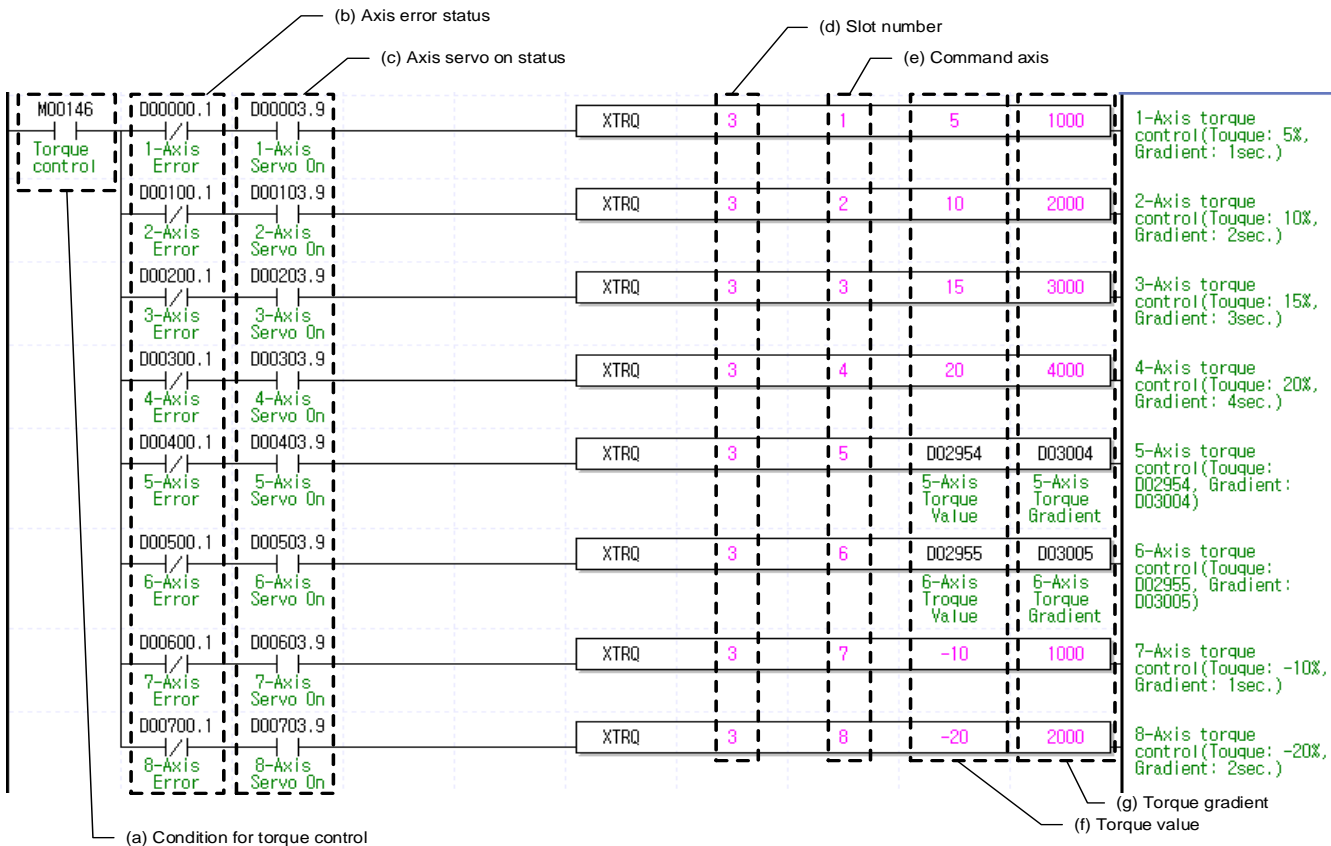 (b) Axis error status
(d) Slot number
(c) Axis servo on status
(e) Command axis
M00146 D00000.1 D00003.9 XTRQ 3 1 5 1000
Torque control
1-Axis Error
1-Axis Servo On
1-Axis torque
control(Touque: 5%,
Gradient: 1sec.)
D00100.1 D00103.9 XTRQ 3 2 10 2000
2-Axis Error
2-Axis Servo On
2-Axis torque
control(Touque: 10%,
Gradient: 2sec.)
D00200.1 D00203.9 XTRQ 3 3 15 3000
3-Axis Error
3-Axis Servo On
3-Axis torque
control(Touque: 15%,
Gradient: 3sec.)
D00300.1 D00303.9 XTRQ 3 4 20 4000
4-Axis Error
4-Axis Servo On
4-Axis torque
control(Touque: 20%,
Gradient: 4sec.)
D00400.1 D00403.9 XTRQ 3 5 D02954 D03004
5-Axis Error
5-Axis Servo On
5-Axis Torque Value
5-Axis Torque Gradient
5-Axis torque
control(Touque:
D02954, Gradient:
D03004)
D00500.1 D00503.9 XTRQ 3 6 D02955 D03005
6-Axis Error
6-Axis Servo On
6-Axis Troque Value
6-Axis Torque Gradient
6-Axis torque
control(Touque:
D02955, Gradient:
D03005)
D00600.1 D00603.9 XTRQ 3 7 -10 1000
7-Axis Error
7-Axis Servo On
7-Axis torque
control(Touque: -10%,
Gradient: 1sec.)
D00700.1 D00703.9 XTRQ 3 8 -20 2000
8-Axis Error
8-Axis Servo On
8-Axis torque
control(Touque: -20%,
Gradient: 2sec.)
(g) Torque gradient
(f) Torque value
(a) Condition for torque control